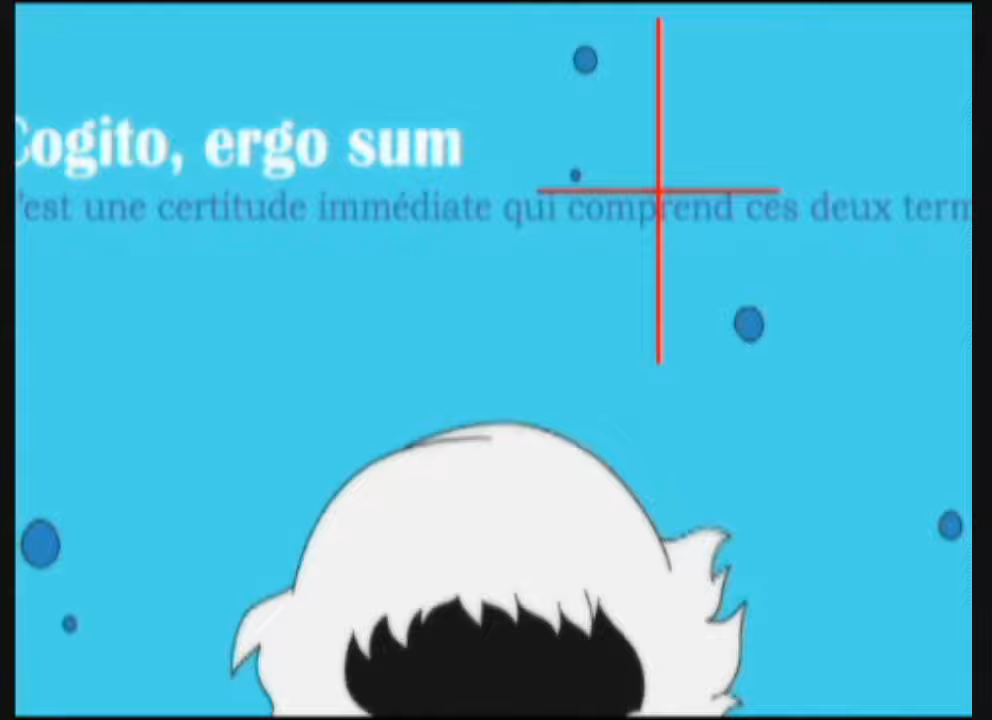 Cogito, ergo sum
'est une certitude immédiate qui comprend ces deux term